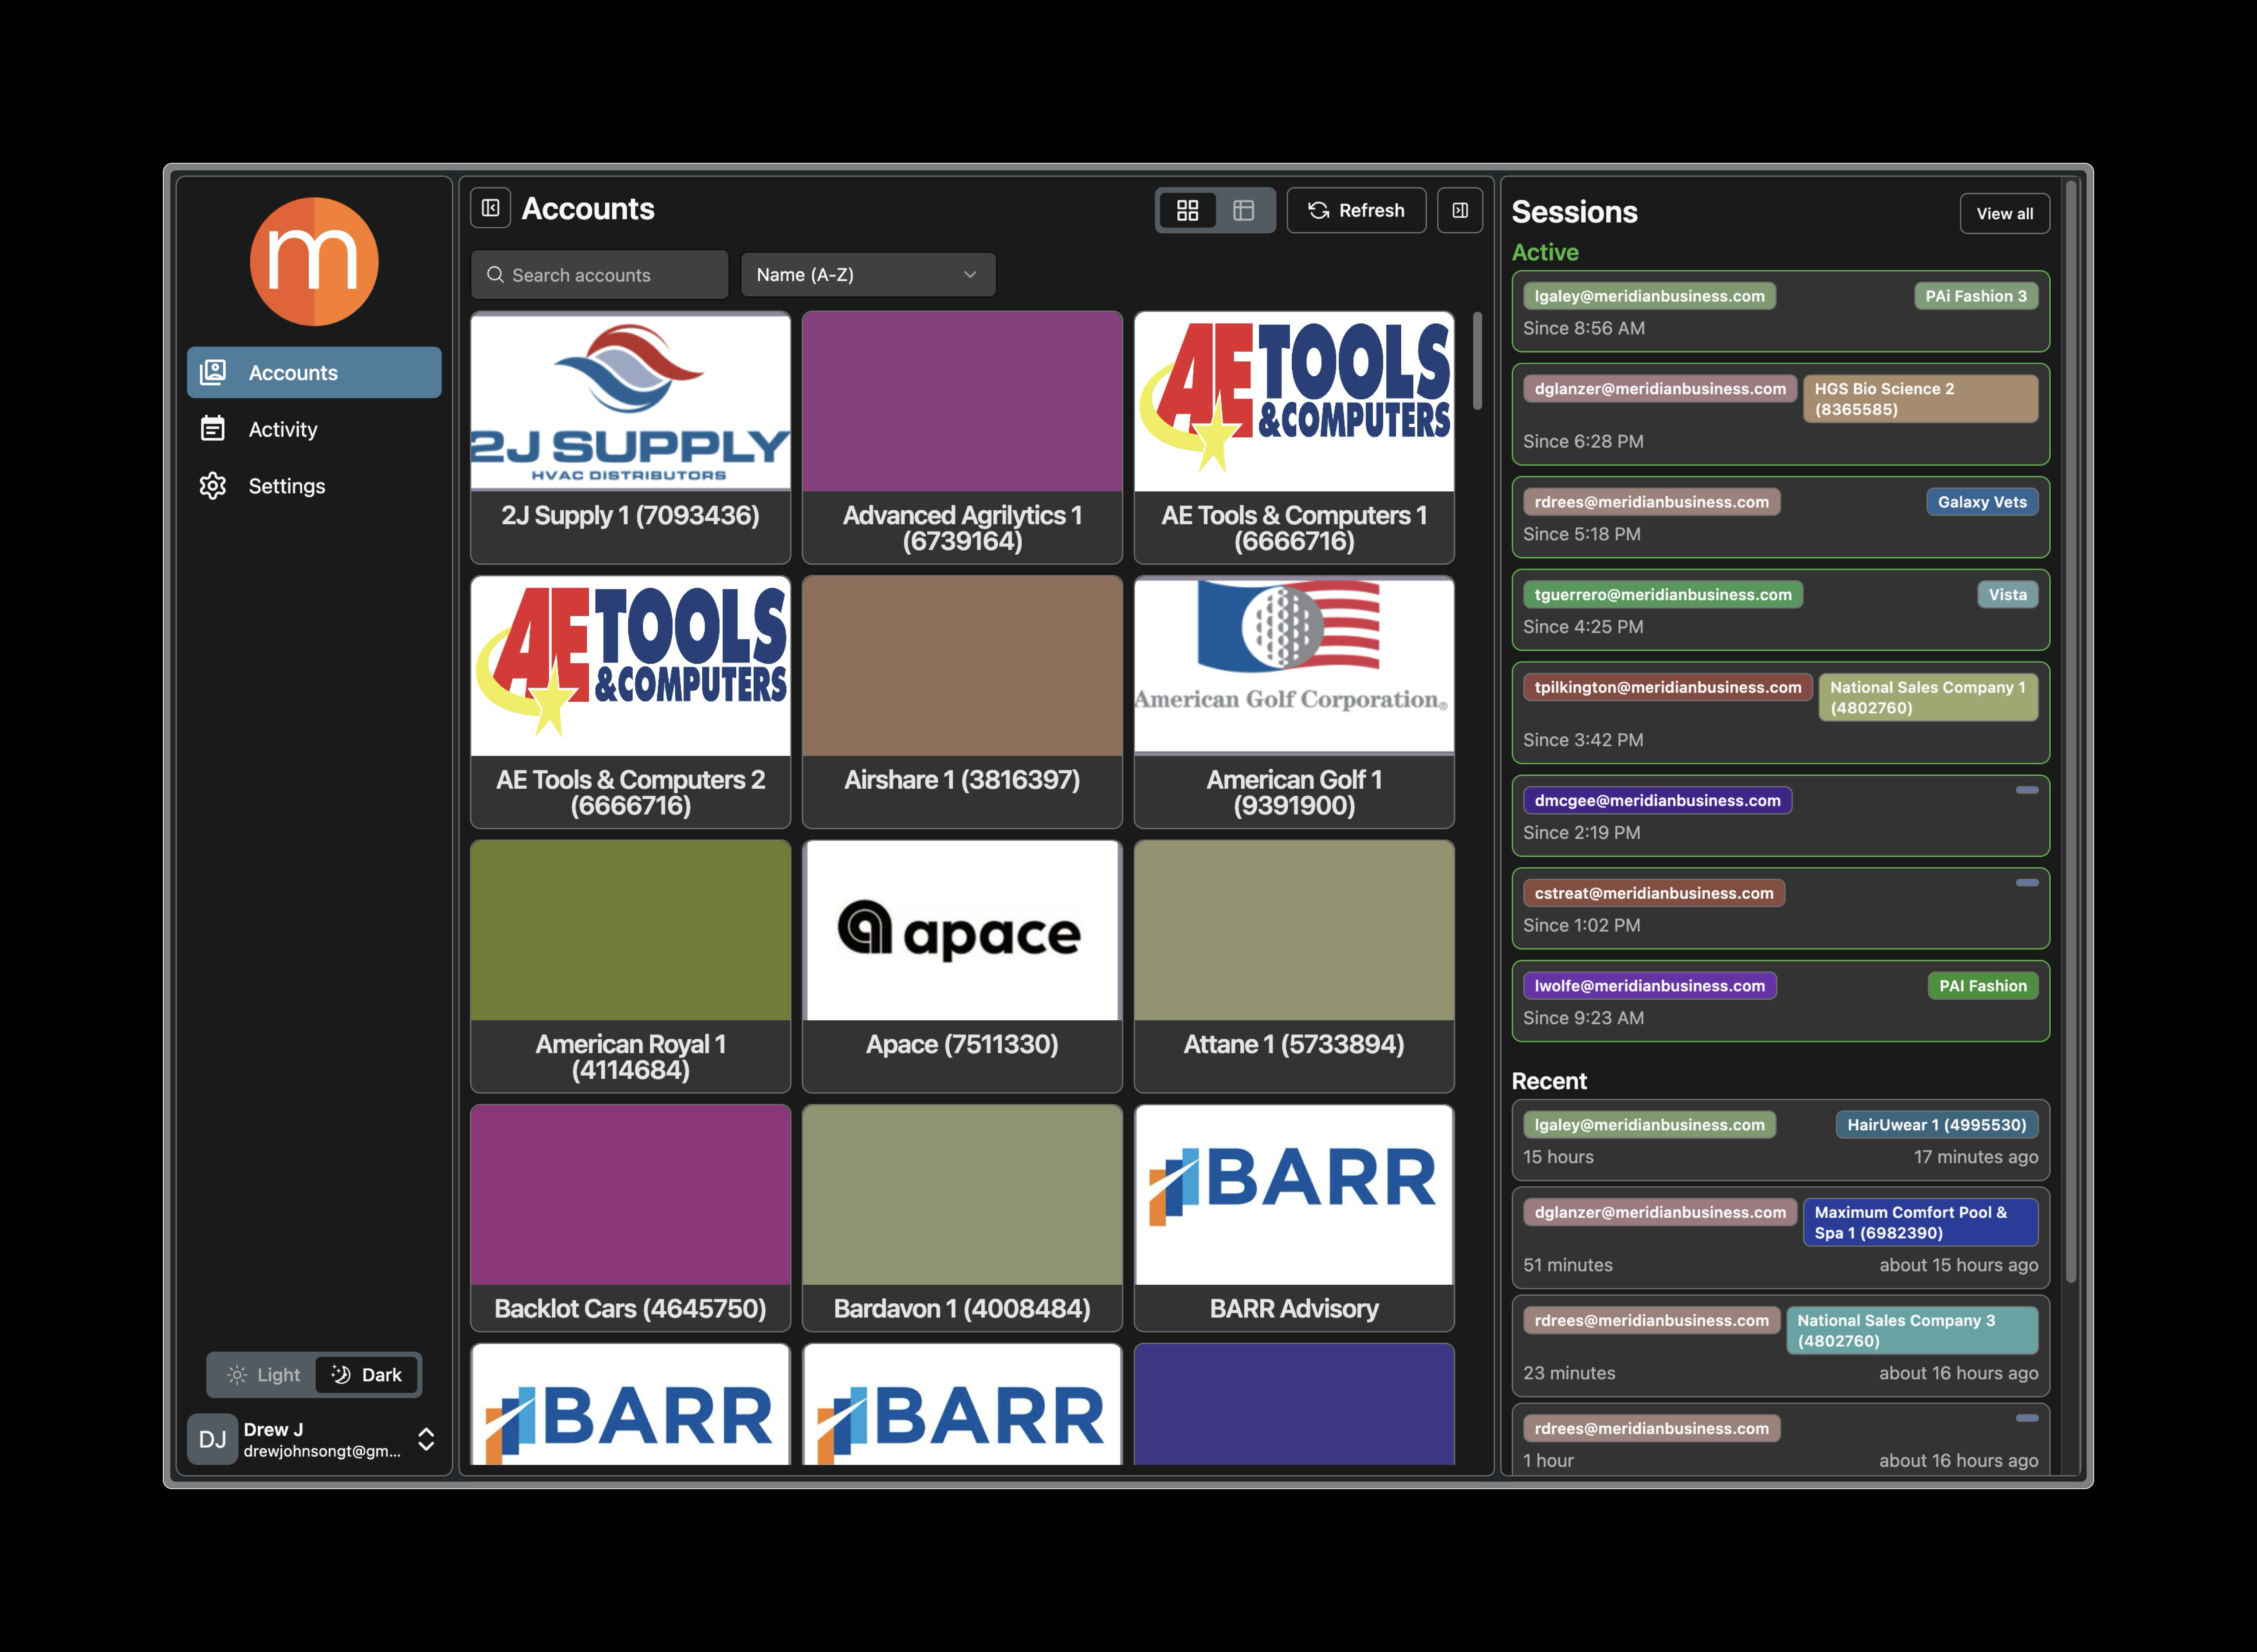 m
Accounts
Activity
Settings
Light
Dark
DJ
Drew J
drewjohnsongt@gm...
Accounts
Refresh
Search accounts
Name (A-Z)
2J SUPPLY
HVAC DISTRIBUTORS
2J Supply 1 (7093436)
Advanced Agrilytics 1
(6739164)
AE TOOLS
&COMPUTERS
AE Tools & Computers 1
(6666716)
AE TOOLS
&COMPUTERS
AE Tools & Computers 2
(6666716)
Airshare 1 (3816397)
American Golf Corporation®
American Golf 1
(9391900)
American Royal 1
(4114684)
a apace
Apace (7511330)
Attane 1 (5733894)
Backlot Cars (4645750)
Bardavon 1 (4008484)
BARR
BARR Advisory
BARR
BARR
Sessions
View all
Active
lgaley@meridianbusiness.com
PAi Fashion 3
Since 8:56 AM
dglanzer@meridianbusiness.com
HGS Bio Science 2
(8365585)
Since 6:28 PM
rdrees@meridianbusiness.com
Galaxy Vets
Since 5:18 PM
tguerrero@meridianbusiness.com
Vista
Since 4:25 PM
tpilkington@meridianbusiness.com
National Sales Company 1
(4802760)
Since 3:42 PM
dmcgee@meridianbusiness.com
Since 2:19 PM
cstreat@meridianbusiness.com
Since 1:02 PM
lwolfe@meridianbusiness.com
PAI Fashion
Since 9:23 AM
Recent
lgaley@meridianbusiness.com
HairUwear 1 (4995530)
15 hours
17 minutes ago
dglanzer@meridianbusiness.com
Maximum Comfort Pool &
Spa 1 (6982390)
51 minutes
about 15 hours ago
rdrees@meridianbusiness.com
National Sales Company 3
(4802760)
23 minutes
about 16 hours ago
rdrees@meridianbusiness.com
1 hour
about 16 hours ago